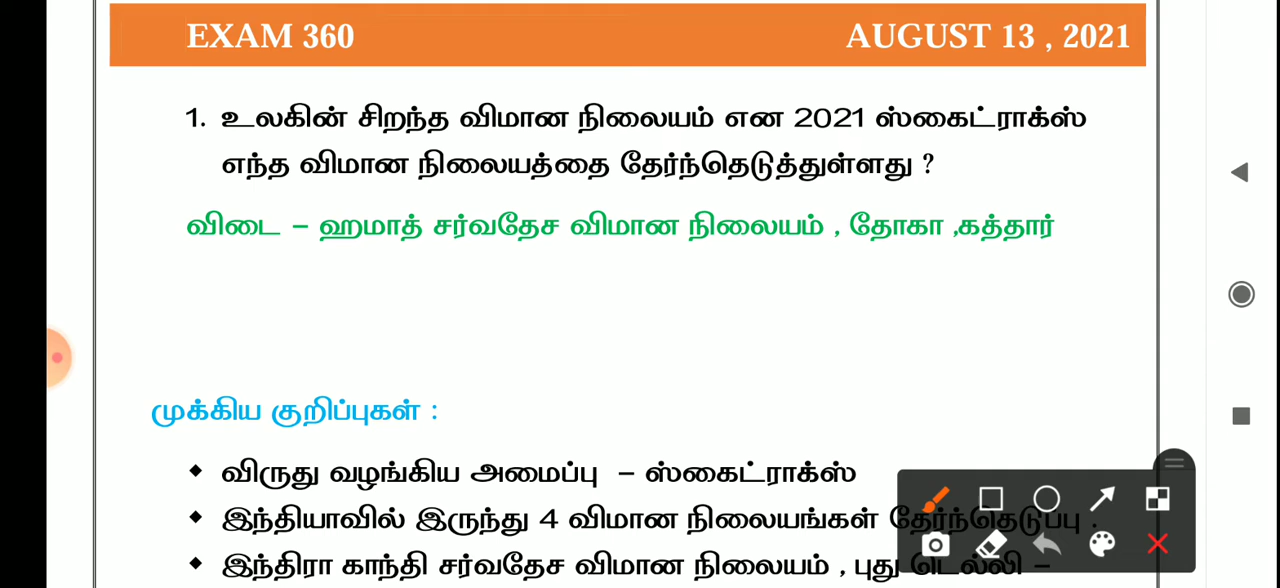 EXAM 360 AUGUST 13 , 2021
1. உலகின் சிறந்த விமான நிலையம் என 2021 ஸ்கைட்ராக்ஸ்
எந்த விமான நிலையத்தை தேர்ந்தெடுத்துள்ளது ?
விடை – ஹமாத் சர்வதேச விமான நிலையம் , தோகா ,கத்தார்
முக்கிய குறிப்புகள் :
◆ விருது வழங்கிய அமைப்பு – ஸ்கைட்ராக்ஸ்
◆ இந்தியாவில் இருந்து 4 விமான நிலையங்கள் தேர்ந்தெடுப்பு :
◆ இந்திரா காந்தி சர்வதேச விமான நிலையம் , புது டெல்லி –